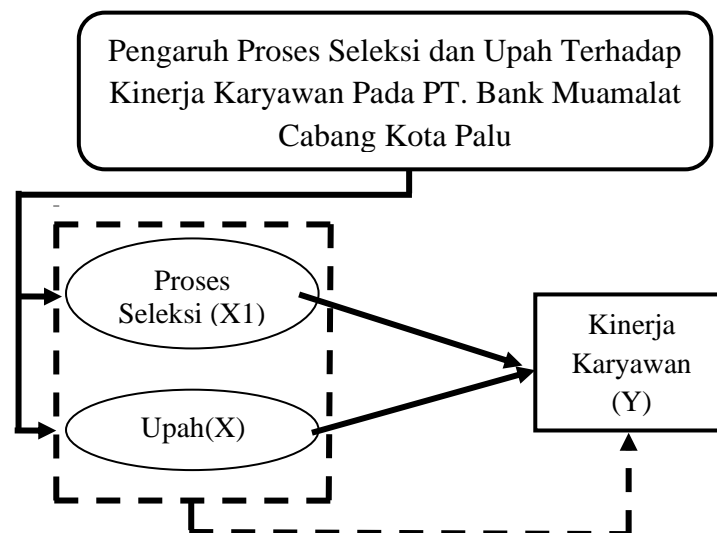 Pengaruh Proses Seleksi dan Upah Terhadap
Kinerja Karyawan Pada PT. Bank Muamalat
Cabang Kota Palu
Proses
Seleksi (X1)
Upah(X)
Kinerja
Karyawan
(Y)